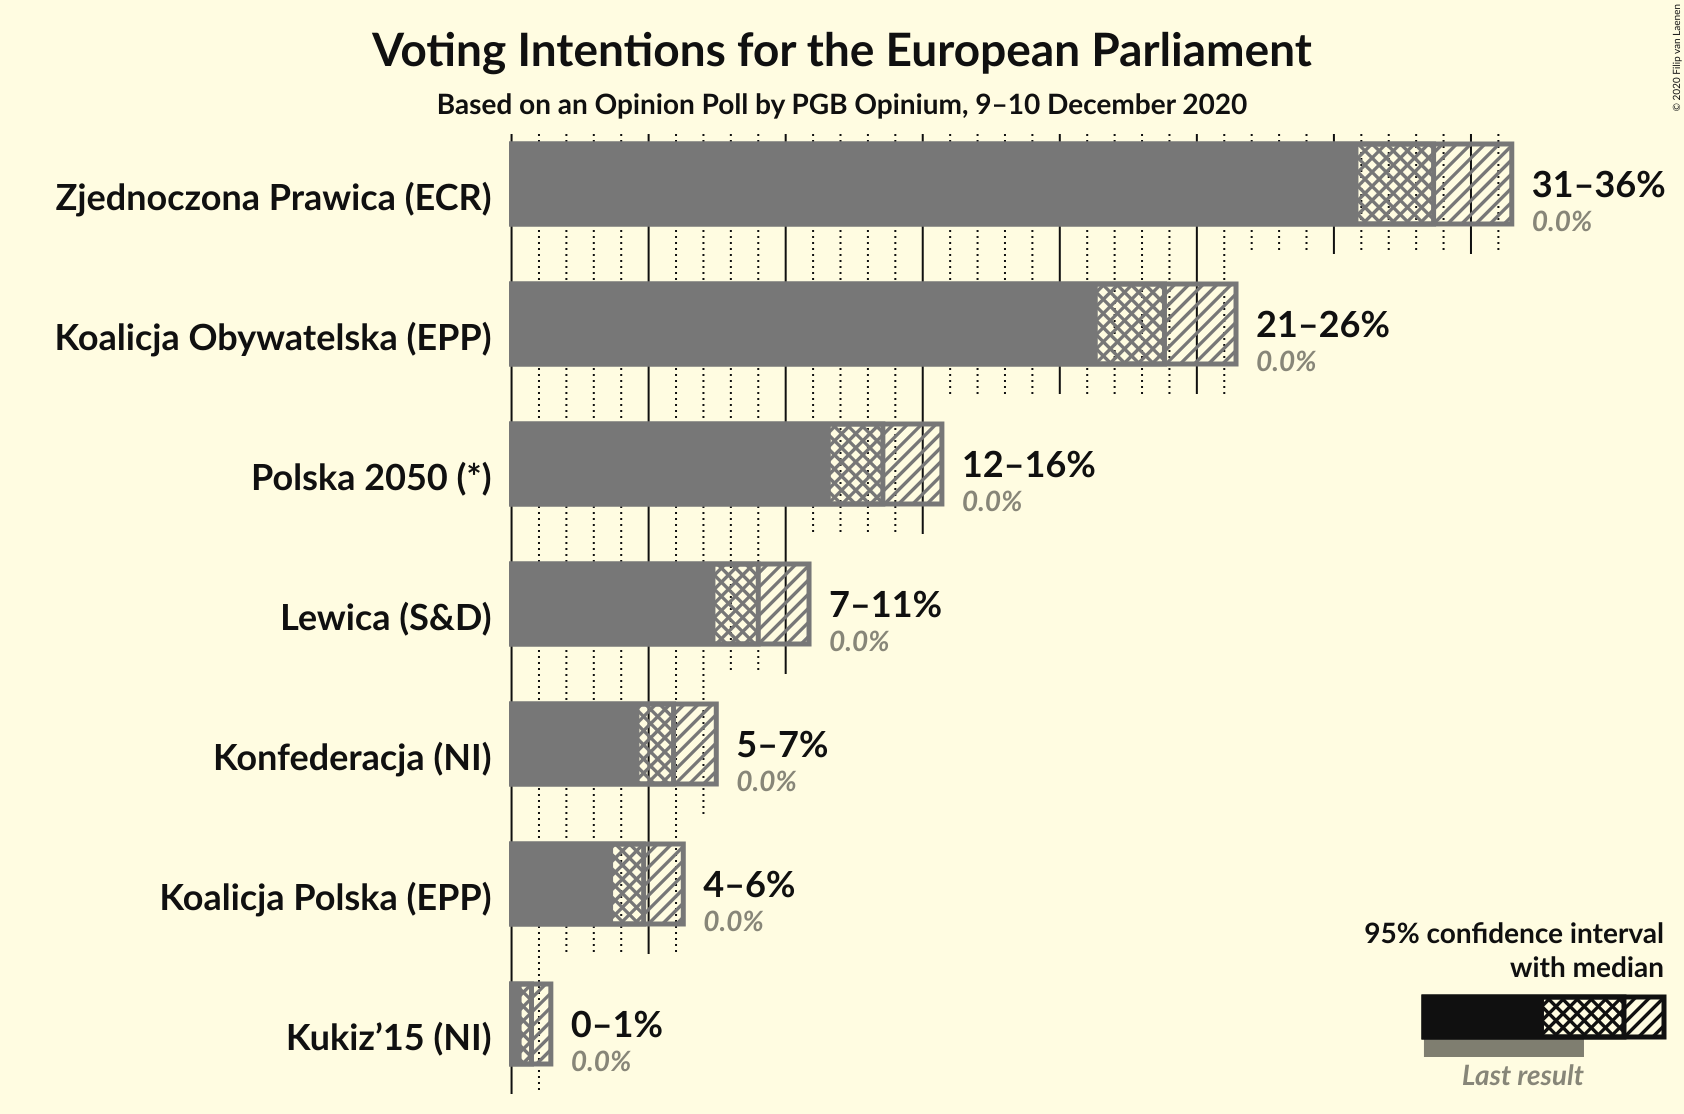 Voting Intentions for the European Parliament
Based on an Opinion Poll by PGB Opinium, 9–10 December 2020
© 2020 Filip van Laenen
Zjednoczona Prawica (ECR)
31–36%
0.0%
Koalicja Obywatelska (EPP)
21–26%
0.0%
Polska 2050 (*)
12–16%
0.0%
Lewica (S&D)
7–11%
0.0%
Konfederacja (NI)
5–7%
0.0%
Koalicja Polska (EPP)
4–6%
0.0%
Kukiz’15 (NI)
0–1%
0.0%
95% confidence interval
with median
Last result